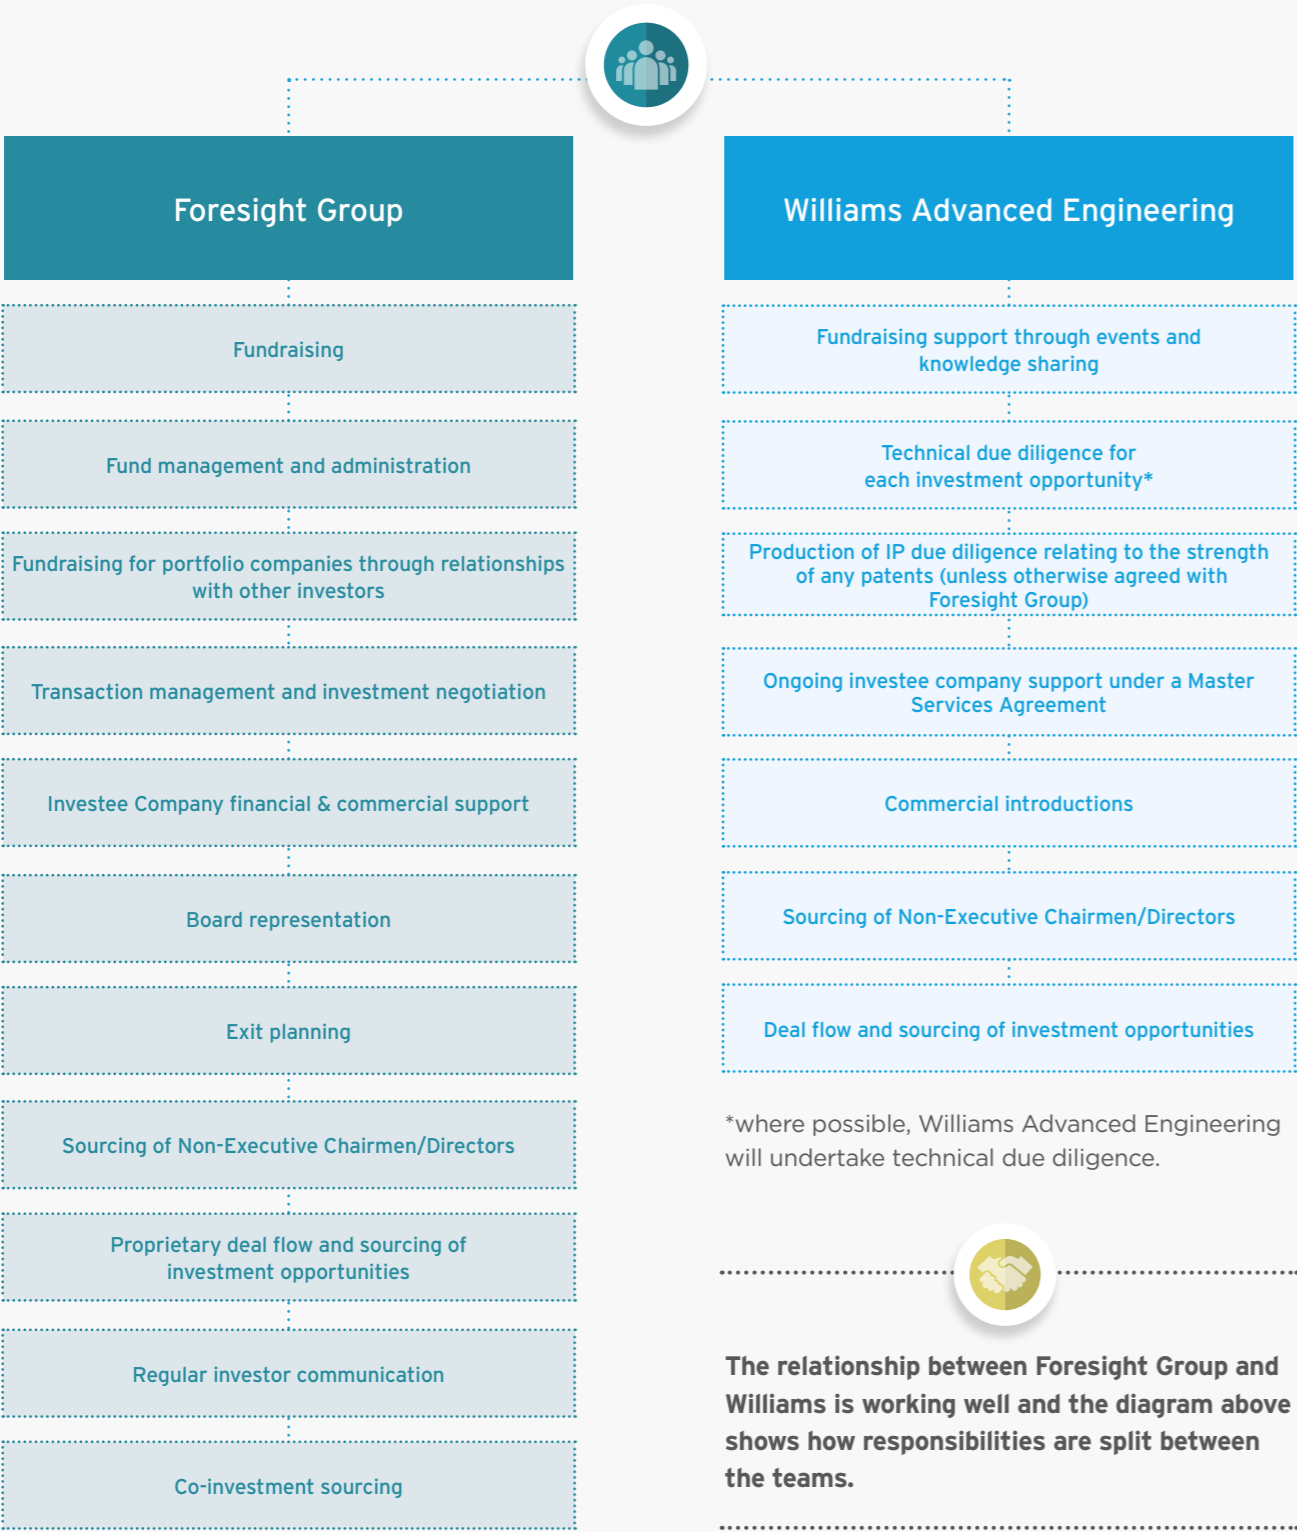 Foresight Group
Fundraising
Fund management and administration
Fundraising for portfolio companies through relationships
with other investors
Transaction management and investment negotiation
Investee Company financial & commercial support
Board representation
Exit planning
Sourcing of Non-Executive Chairmen/Directors
Proprietary deal flow and sourcing of
investment opportunities
Regular investor communication
Co-investment sourcing
Williams Advanced Engineering
Fundraising support through events and
knowledge sharing
Technical due diligence for
each investment opportunity*
Production of IP due diligence relating to the strength
of any patents (unless otherwise agreed with
Foresight Group)
Ongoing investee company support under a Master
Services Agreement
Commercial introductions
Sourcing of Non-Executive Chairmen/Directors
Deal flow and sourcing of investment opportunities
*where possible, Williams Advanced Engineering
will undertake technical due diligence.
The relationship between Foresight Group and
Williams is working well and the diagram above
shows how responsibilities are split between
the teams.